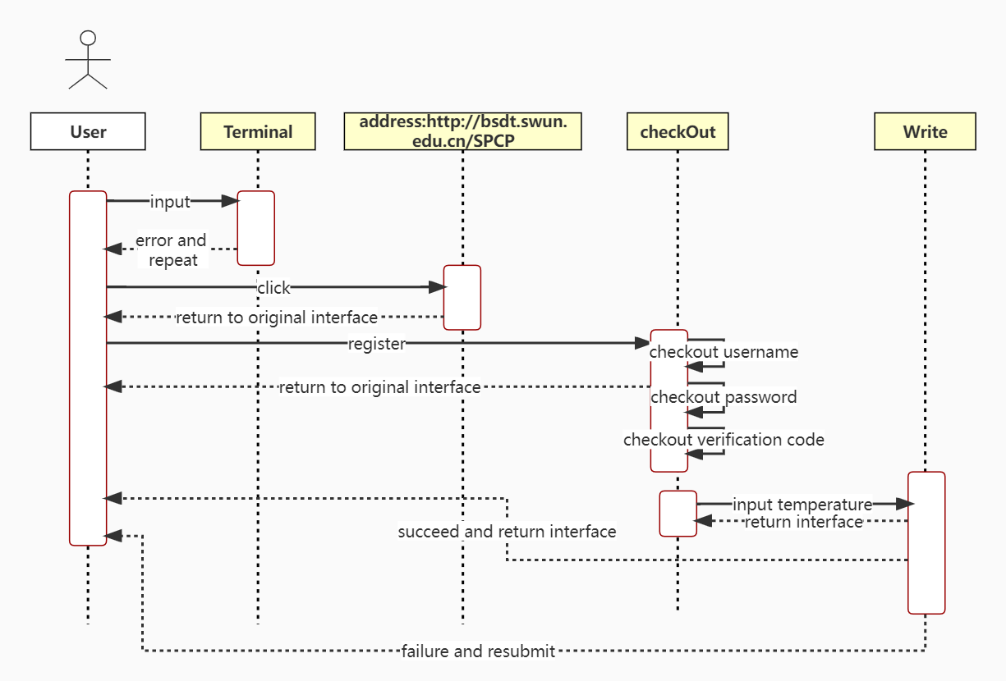 User
Terminal
address:http://bsdt.swun.
edu.cn/SPCP
checkOut
Write
input
error and
repeat
click
return to original interface
register
checkout username
return to original interface
checkout password
checkout verification code
input temperature
return interface
succeed and return interface
failure and resubmit